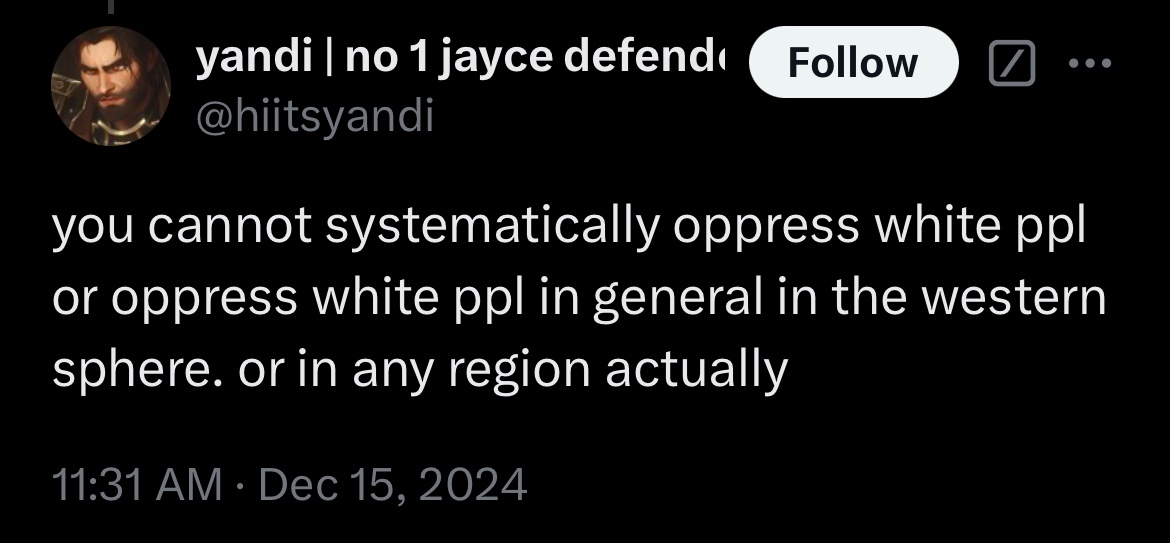 yandi | no 1 jayce defend
Follow
@hiitsyandi
you cannot systematically oppress white ppl
or oppress white ppl in general in the western
sphere. or in any region actually
11:31 AM · Dec 15, 2024